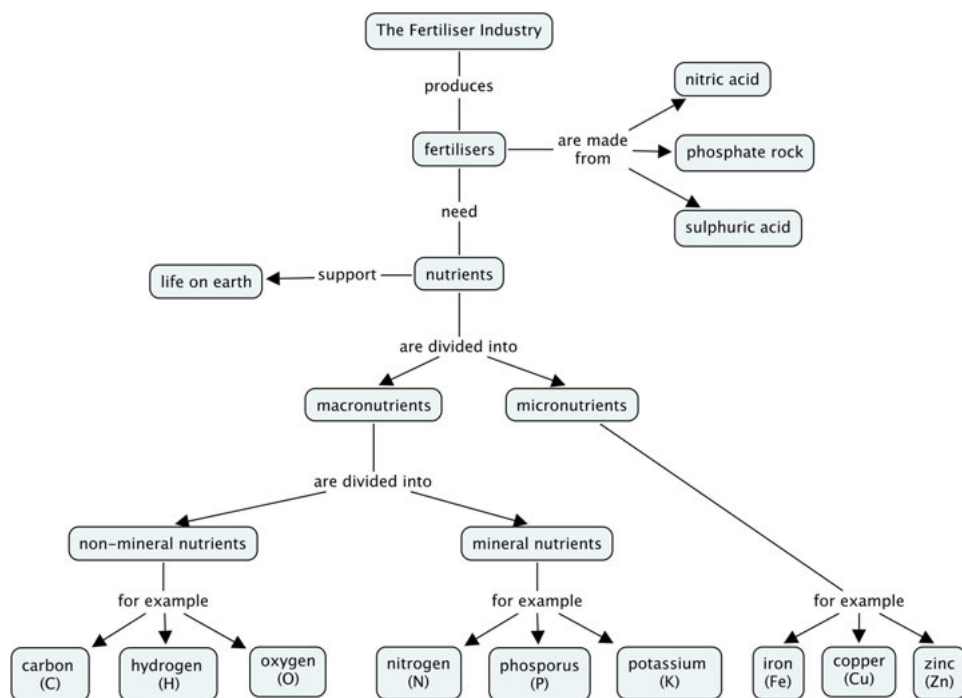 The Fertiliser Industry
produces
nitric acid
fertilisers
are made
from
phosphate rock
sulphuric acid
need
life on earth
support
nutrients
are divided into
macronutrients
micronutrients
are divided into
non-mineral nutrients
mineral nutrients
for example
for example
for example
carbon
(C)
hydrogen
(H)
oxygen
(O)
nitrogen
(N)
phosporus
(P)
potassium
(K)
iron
(Fe)
copper
(Cu)
zinc
(Zn)